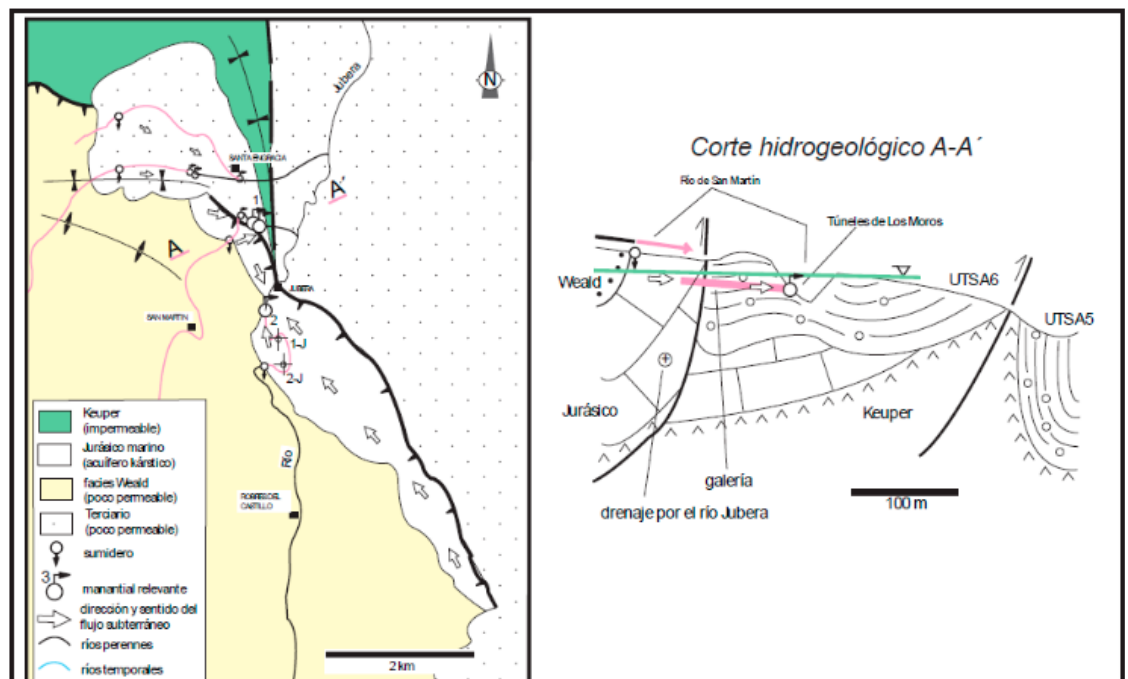 N
Jubera
SANTA ENGRACIA
A´
1
A
JUBERA
SAN MARTIN
2
1-J
2-J
Río
ROBRES DEL
CASTILLO
Keuper
(impermeable)
Jurásico marino
(acuífero kárstico)
facies Weald
(poco permeable)
Terciario
(poco permeable)
sumidero
3
manantial relevante
dirección y sentido del
flujo subterráneo
ríos perennes
ríos temporales
2 km
Corte hidrogeológico A-A´
Río de San Martín
Túneles de Los Moros
Weald
UTSA6
UTSA5
Jurásico
Keuper
galería
drenaje por el río Jubera
100 m